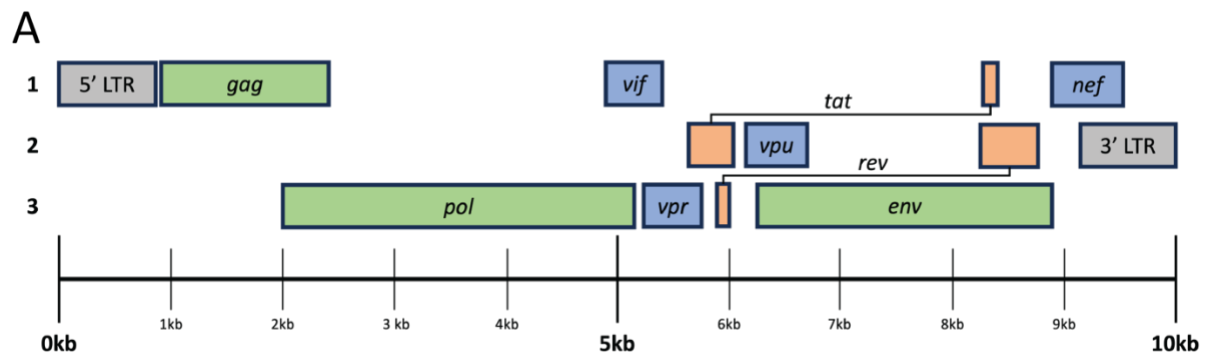 A
1 5’ LTR gag vif nef
tat
2 vpu 3’ LTR
rev
3 pol vpr env
1kb 2kb 3 kb 4kb 6kb 7kb 8kb 9kb
0kb 5kb 10kb